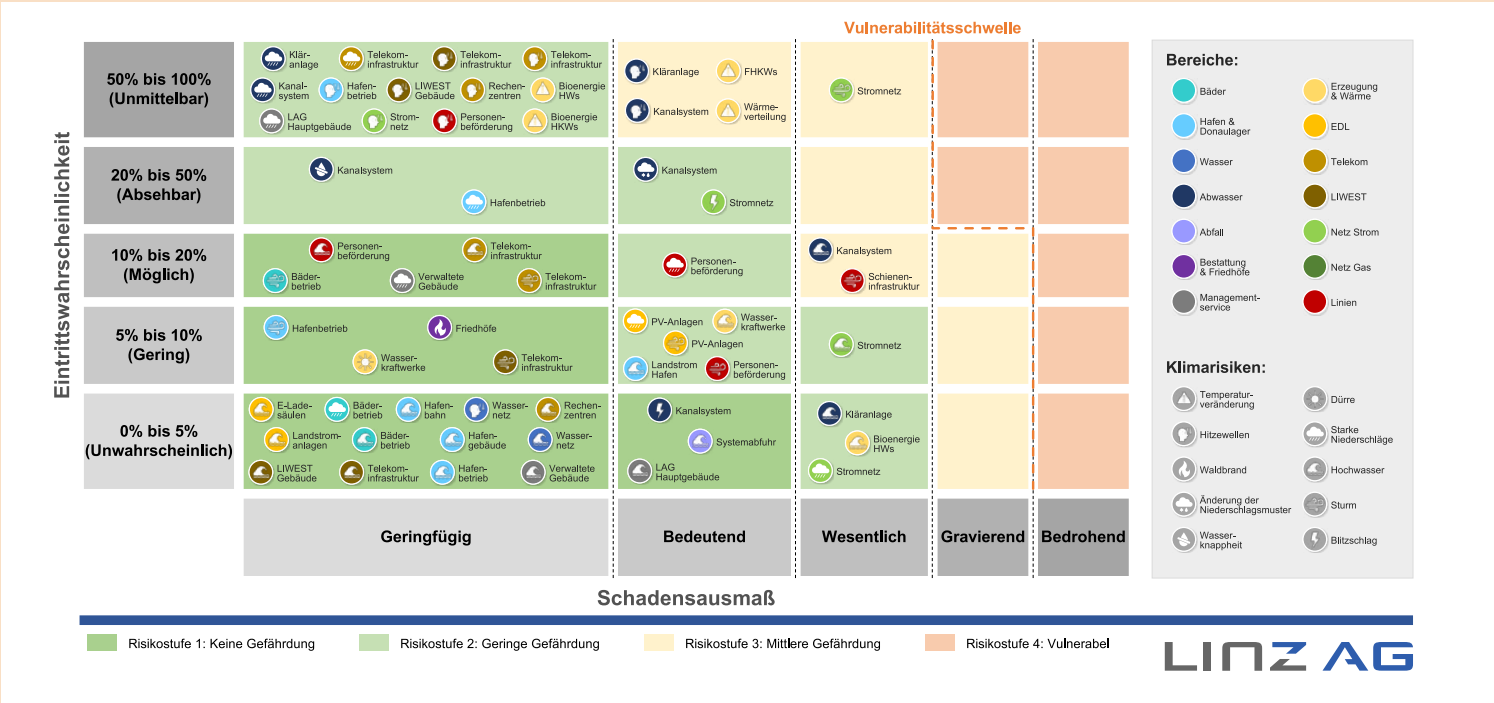 Vulnerabilitätsschwelle
Eintrittswahrscheinlichkeit
50% bis 100%
(Unmittelbar)
Klär-
anlage
Telekom-
infrastruktur
Telekom-
infrastruktur
Telekom-
infrastruktur
Kanal-
system
Hafen-
betrieb
LIWEST
Gebäude
Rechen-
zentren
Bioenergie
HWs
LAG
Hauptgebäude
Strom-
netz
Personen-
beförderung
Bioenergie
HKWs
Kläranlage
FHKWs
Kanalsystem
Wärme-
verteilung
Stromnetz
20% bis 50%
(Absehbar)
Kanalsystem
Hafenbetrieb
Kanalsystem
Stromnetz
10% bis 20%
(Möglich)
Personen-
beförderung
Telekom-
infrastruktur
Bäder-
betrieb
Verwaltete
Gebäude
Telekom-
infrastruktur
Personen-
beförderung
Kanalsystem
Schienen-
infrastruktur
5% bis 10%
(Gering)
Hafenbetrieb
Friedhöfe
Wasser-
kraftwerke
Telekom-
infrastruktur
PV-Anlagen
Wasser-
kraftwerke
PV-Anlagen
Landstrom
Hafen
Personen-
beförderung
Stromnetz
0% bis 5%
(Unwahrscheinlich)
E-Lade-
säulen
Bäder-
betrieb
Hafen-
bahn
Wasser-
netz
Rechen-
zentren
Landstrom-
anlagen
Bäder-
betrieb
Hafen-
gebäude
Wasser-
netz
LIWEST
Gebäude
Telekom-
infrastruktur
Hafen-
betrieb
Verwaltete
Gebäude
Kanalsystem
Systemabfuhr
LAG
Hauptgebäude
Kläranlage
Bioenergie
HWs
Stromnetz
Geringfügig
Bedeutend
Wesentlich
Gravierend
Bedrohend
Schadensausmaß
Bereiche:
Bäder
Erzeugung
& Wärme
Hafen &
Donaulager
EDL
Wasser
Telekom
Abwasser
LIWEST
Abfall
Netz Strom
Bestattung
& Friedhöfe
Netz Gas
Management-
service
Linien
Klimarisiken:
Temperatur-
veränderung
Dürre
Hitzewellen
Starke
Niederschläge
Waldbrand
Hochwasser
Änderung der
Niederschlagsmuster
Sturm
Wasser-
knappheit
Blitzschlag
Risikostufe 1: Keine Gefährdung
Risikostufe 2: Geringe Gefährdung
Risikostufe 3: Mittlere Gefährdung
Risikostufe 4: Vulnerabel
LINZ AG